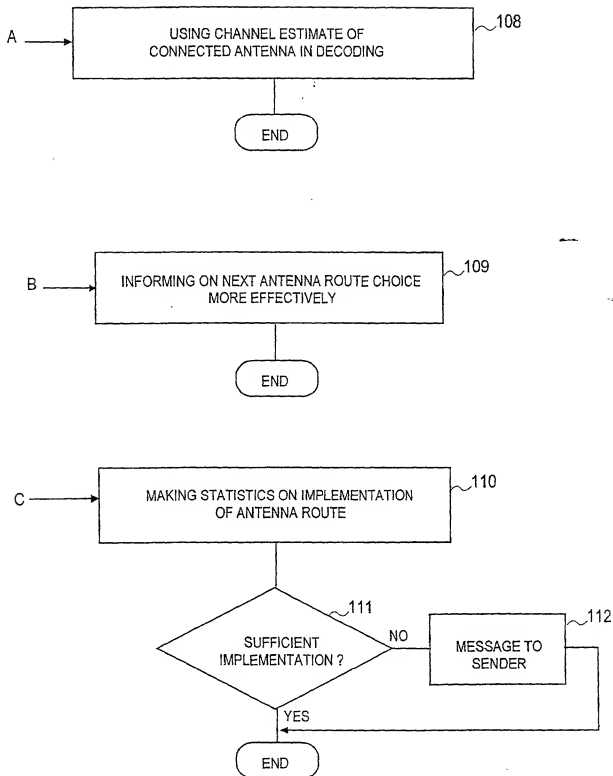 A
USING CHANNEL ESTIMATE OF
CONNECTED ANTENNA IN DECODING
108
END
B
INFORMING ON NEXT ANTENNA ROUTE CHOICE
MORE EFFECTIVELY
109
END
C
MAKING STATISTICS ON IMPLEMENTATION
OF ANTENNA ROUTE
110
SUFFICIENT
IMPLEMENTATION ?
111
NO
MESSAGE TO
SENDER
112
YES
END